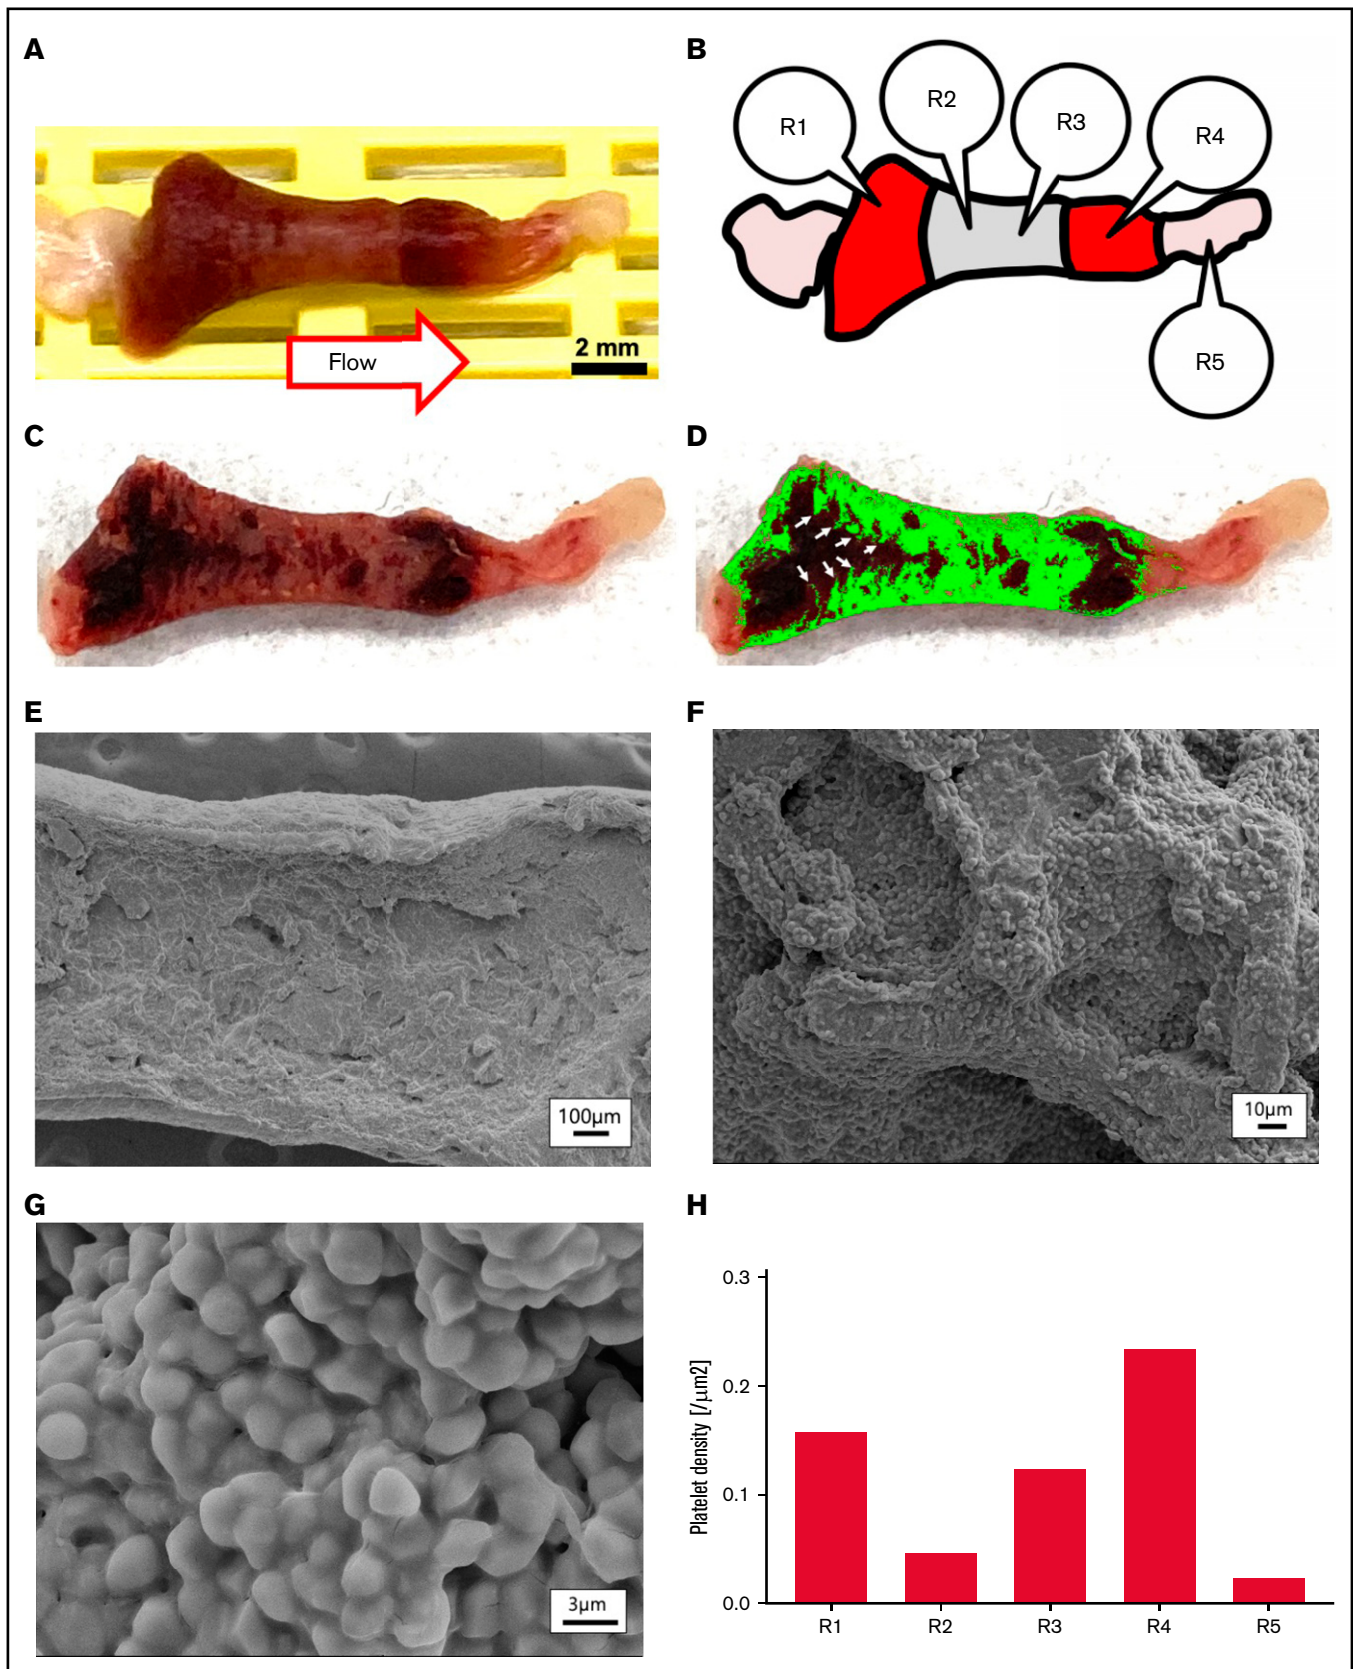 A
Flow
2 mm
B
R1
R2
R3
R4
R5
C
D
E
100µm
F
10µm
G
3µm
H
Platelet density [/µm2]
0.3
0.2
0.1
0.0
R1 R2 R3 R4 R5